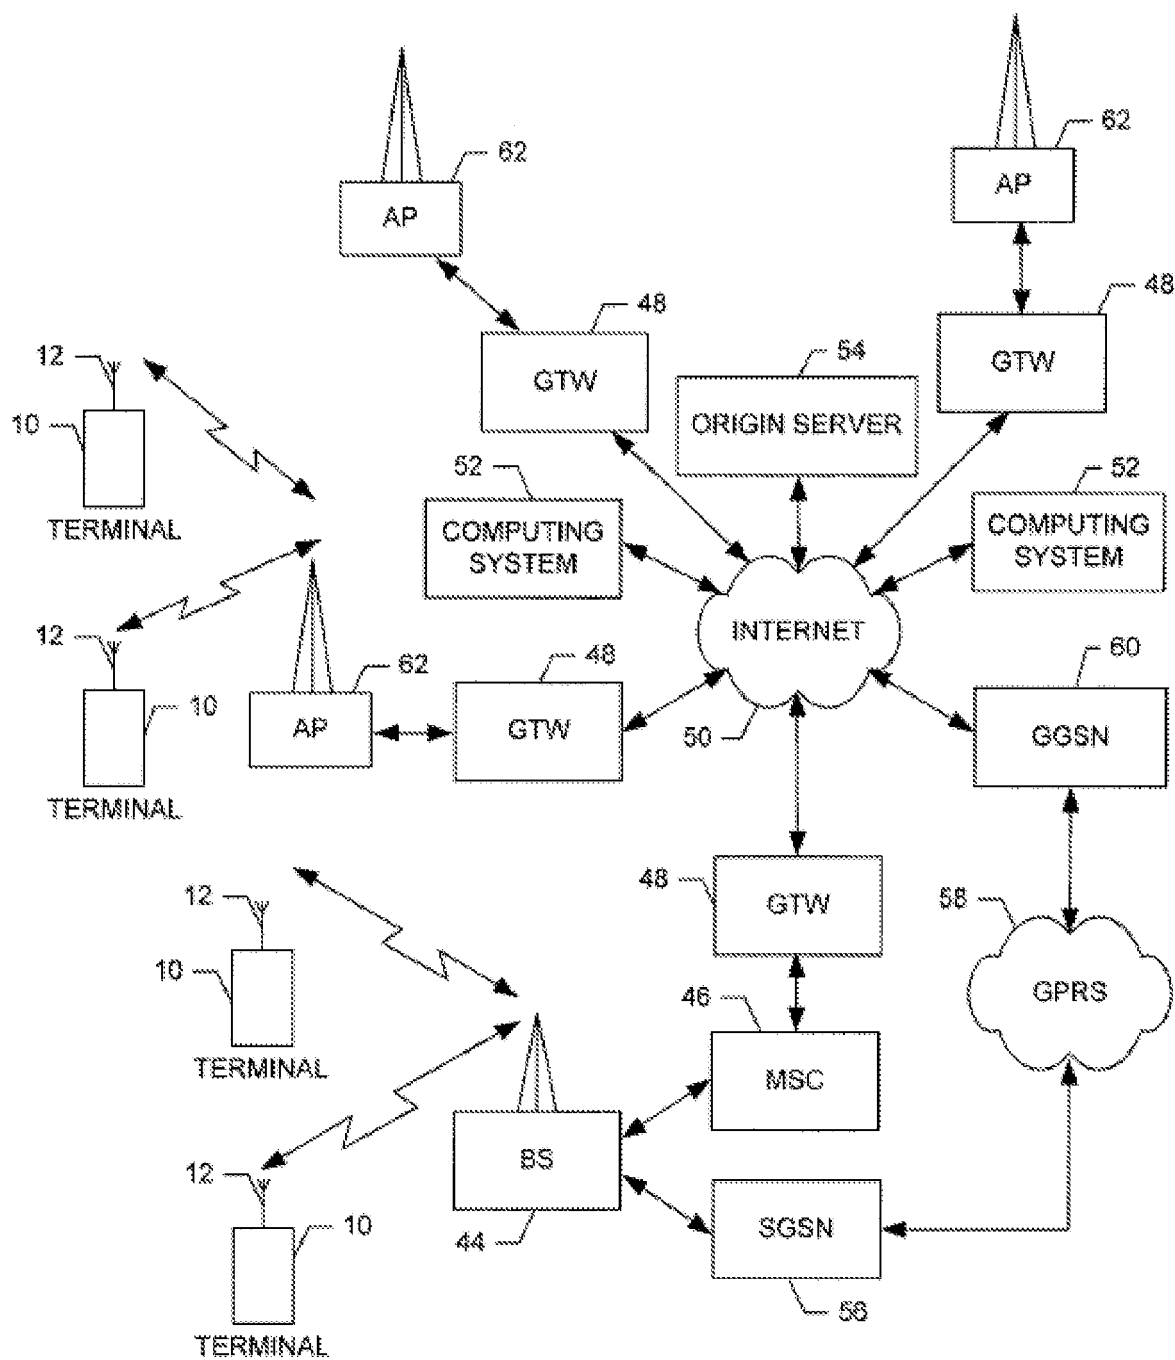 62
AP
62
AP
48
GTW
48
GTW
54
ORIGIN SERVER
12
10
TERMINAL
52
COMPUTING
SYSTEM
52
COMPUTING
SYSTEM
INTERNET
50
12
10
TERMINAL
62
AP
48
GTW
60
GGSN
48
GTW
58
GPRS
12
10
TERMINAL
46
MSC
BS
44
SGSN
56
12
10
TERMINAL